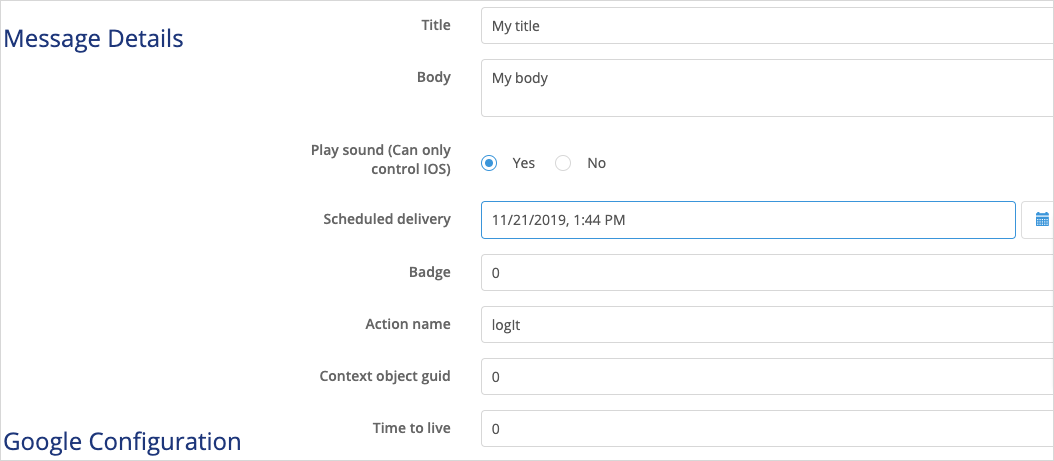 Message Details
Title
My title
Body
My body
Play sound (Can only
control IOS)
Yes No
Scheduled delivery
11/21/2019, 1:44 PM
Badge
0
Action name
logIt
Context object guid
0
Google Configuration
Time to live
0